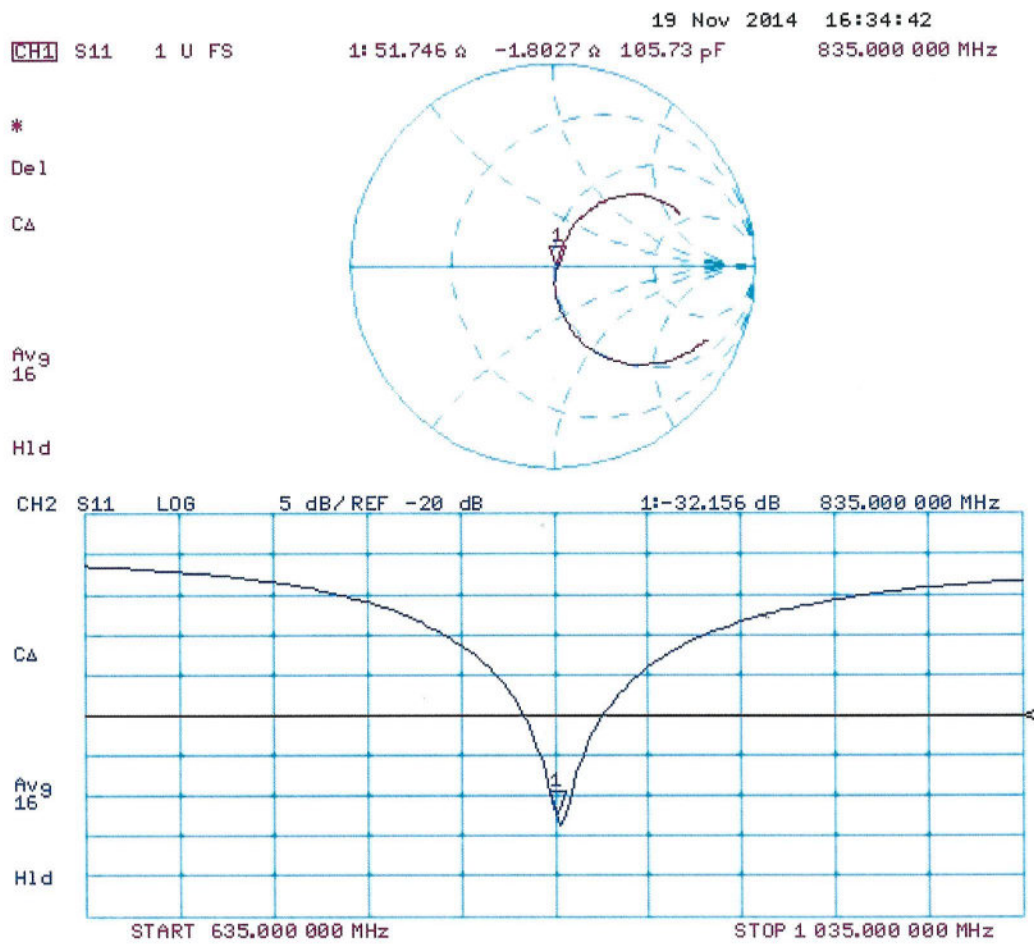 19 Nov 2014 16:34:42
CH1 S11 1 U FS 1: 51.746 Ω -1.8027 Ω 105.73 pF 835.000 000 MHz
*
Del
CΔ
1
Avg
16
Hld
CH2 S11 LOG 5 dB/REF -20 dB 1:-32.156 dB 835.000 000 MHz
CΔ
1
Avg
16
Hld
START 635.000 000 MHz STOP 1 035.000 000 MHz